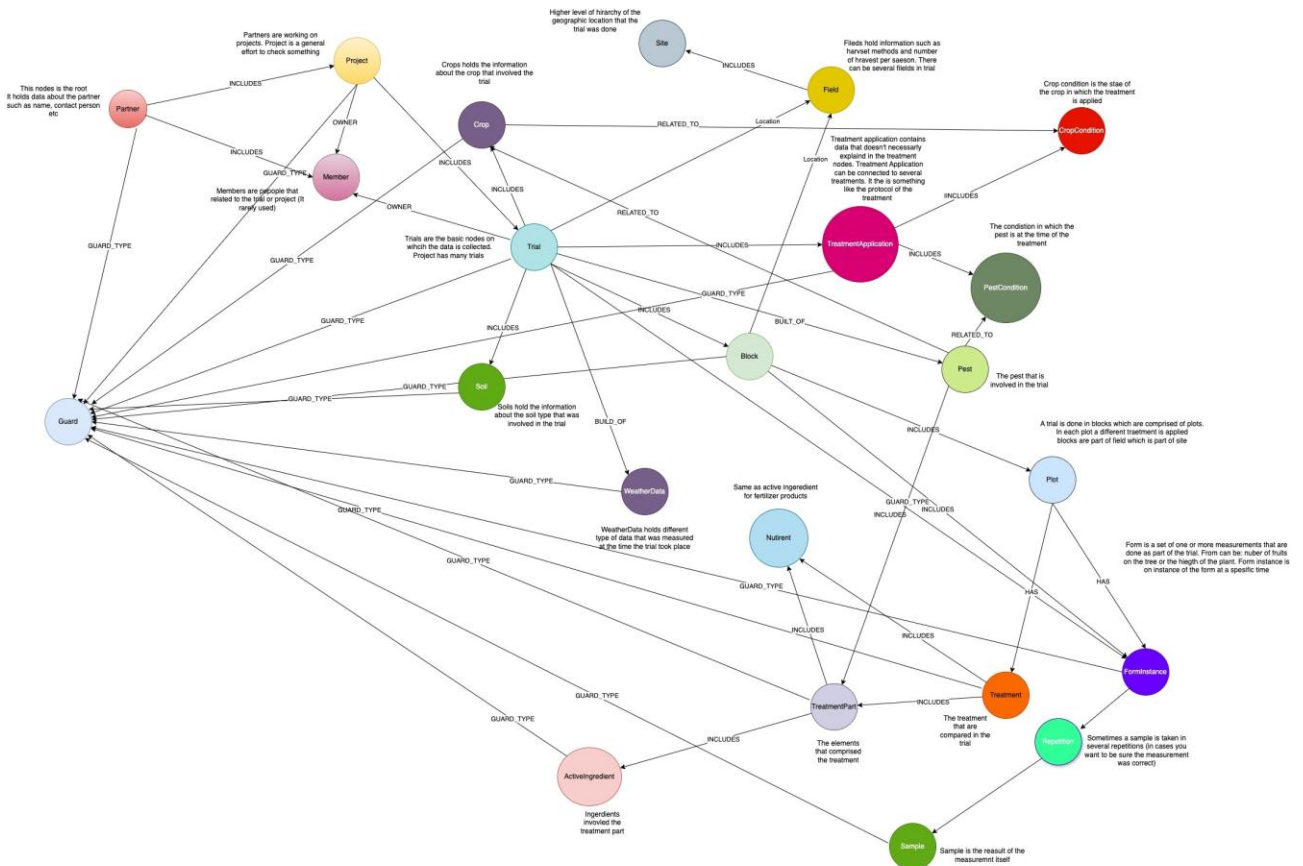 Higher level of hirarchy of the
geographic location that the
trial was done
Site
Partners are working on
projects. Project is a general
effort to check something
Project
Fileds hold information such as
harvset methods and number
of hravest per saeson. There
can be several filelds in trial
INCLUDES
Field
Crops holds the information
about the crop that involved the
trial
INCLUDES
This nodes is the root
It holds data about the partner
such as name, contact person
etc
Partner
Crop condition is the stae of
the crop in which the treatment
is applied
CropCondition
Crop
RELATED_TO
Location
OWNER
INCLUDES
GUARD_TYPE
Member
INCLUDES
Members are pepople that
related to the trial or project (It
rarely used)
Treatment application contains
data that doesn't necessarly
explaind in the treatment
nodes. Treatment Application
can be connected to several
treatments. It the is something
like the protocol of the
treatment
Location
INCLUDES
INCLUDES
OWNER
RELATED_TO
GUARD_TYPE
GUARD_TYPE
Trials are the basic nodes on
wihcih the data is collected.
Project has many trials
Trial
INCLUDES
TreatmentApplication
INCLUDES
The condistion in which the
pest is at the time of the
treatment
PestCondition
GUARD_TYPE
INCLUDES
GUARD_TYPE
INCLUDES
BUILT_OF
RELATED_TO
Block
Pest
The pest that is
involved in the trial
Soil
GUARD_TYPE
GUARD_TYPE
Soils hold the information
about the soil type that was
involved in the trial
Guard
BUILD_OF
INCLUDES
A trial is done in blocks which are comprised of plots.
In each plot a different traetment is applied
blocks are part of field which is part of site
Plot
GUARD_TYPE
WeatherData
WeatherData holds different
type of data that was measured
at the time the trial took place
Same as active ingeredient
for fertilizer products
Nutirent
GUARD_TYPE
INCLUDES
INCLUDES
GUARD_TYPE
Form is a set of one or more measurements that are
done as part of the trial. From can be: nuber of fruits
on the tree or the hiegth of the plant. Form instance is
on instance of the form at a spesific time
GUARD_TYPE
HAS
HAS
INCLUDES
INCLUDES
FormInstance
GUARD_TYPE
TreatmentPart
INCLUDES
Treatment
The treatment
that are
compared in the
trial
GUARD_TYPE
INCLUDES
The elements
that comprised
the treatment
Repetition
Sometimes a sample is taken in
several repetitions (in cases you
want to be sure the measurement
was correct)
ActiveIngredient
Ingerdients
invovled the
treatment part
Sample
Sample is the reasult of the
measuremnt itself